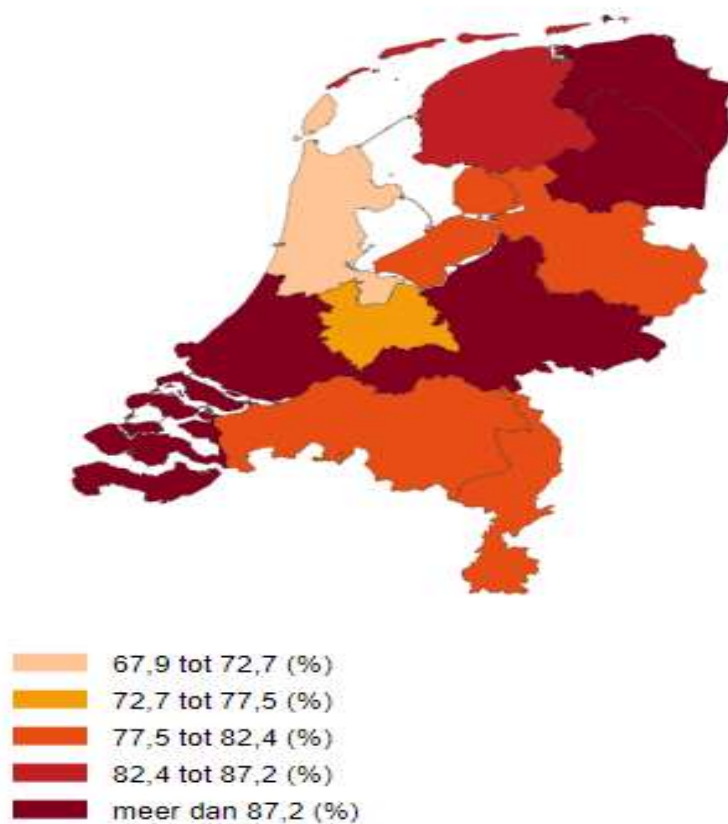 67,9 tot 72,7 (%)
72,7 tot 77,5 (%)
77,5 tot 82,4 (%)
82,4 tot 87,2 (%)
meer dan 87,2 (%)